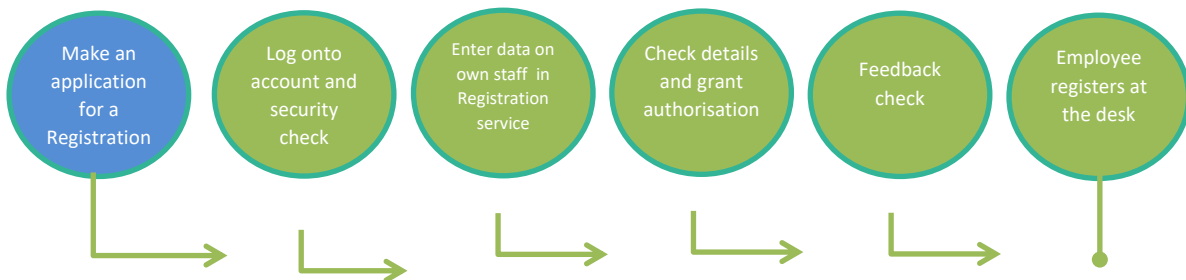 Make an
application
for a
Registration
Log onto
account and
security
check
Enter data on
own staff in
Registration
service
Check details
and grant
authorisation
Feedback
check
Employee
registers at
the desk